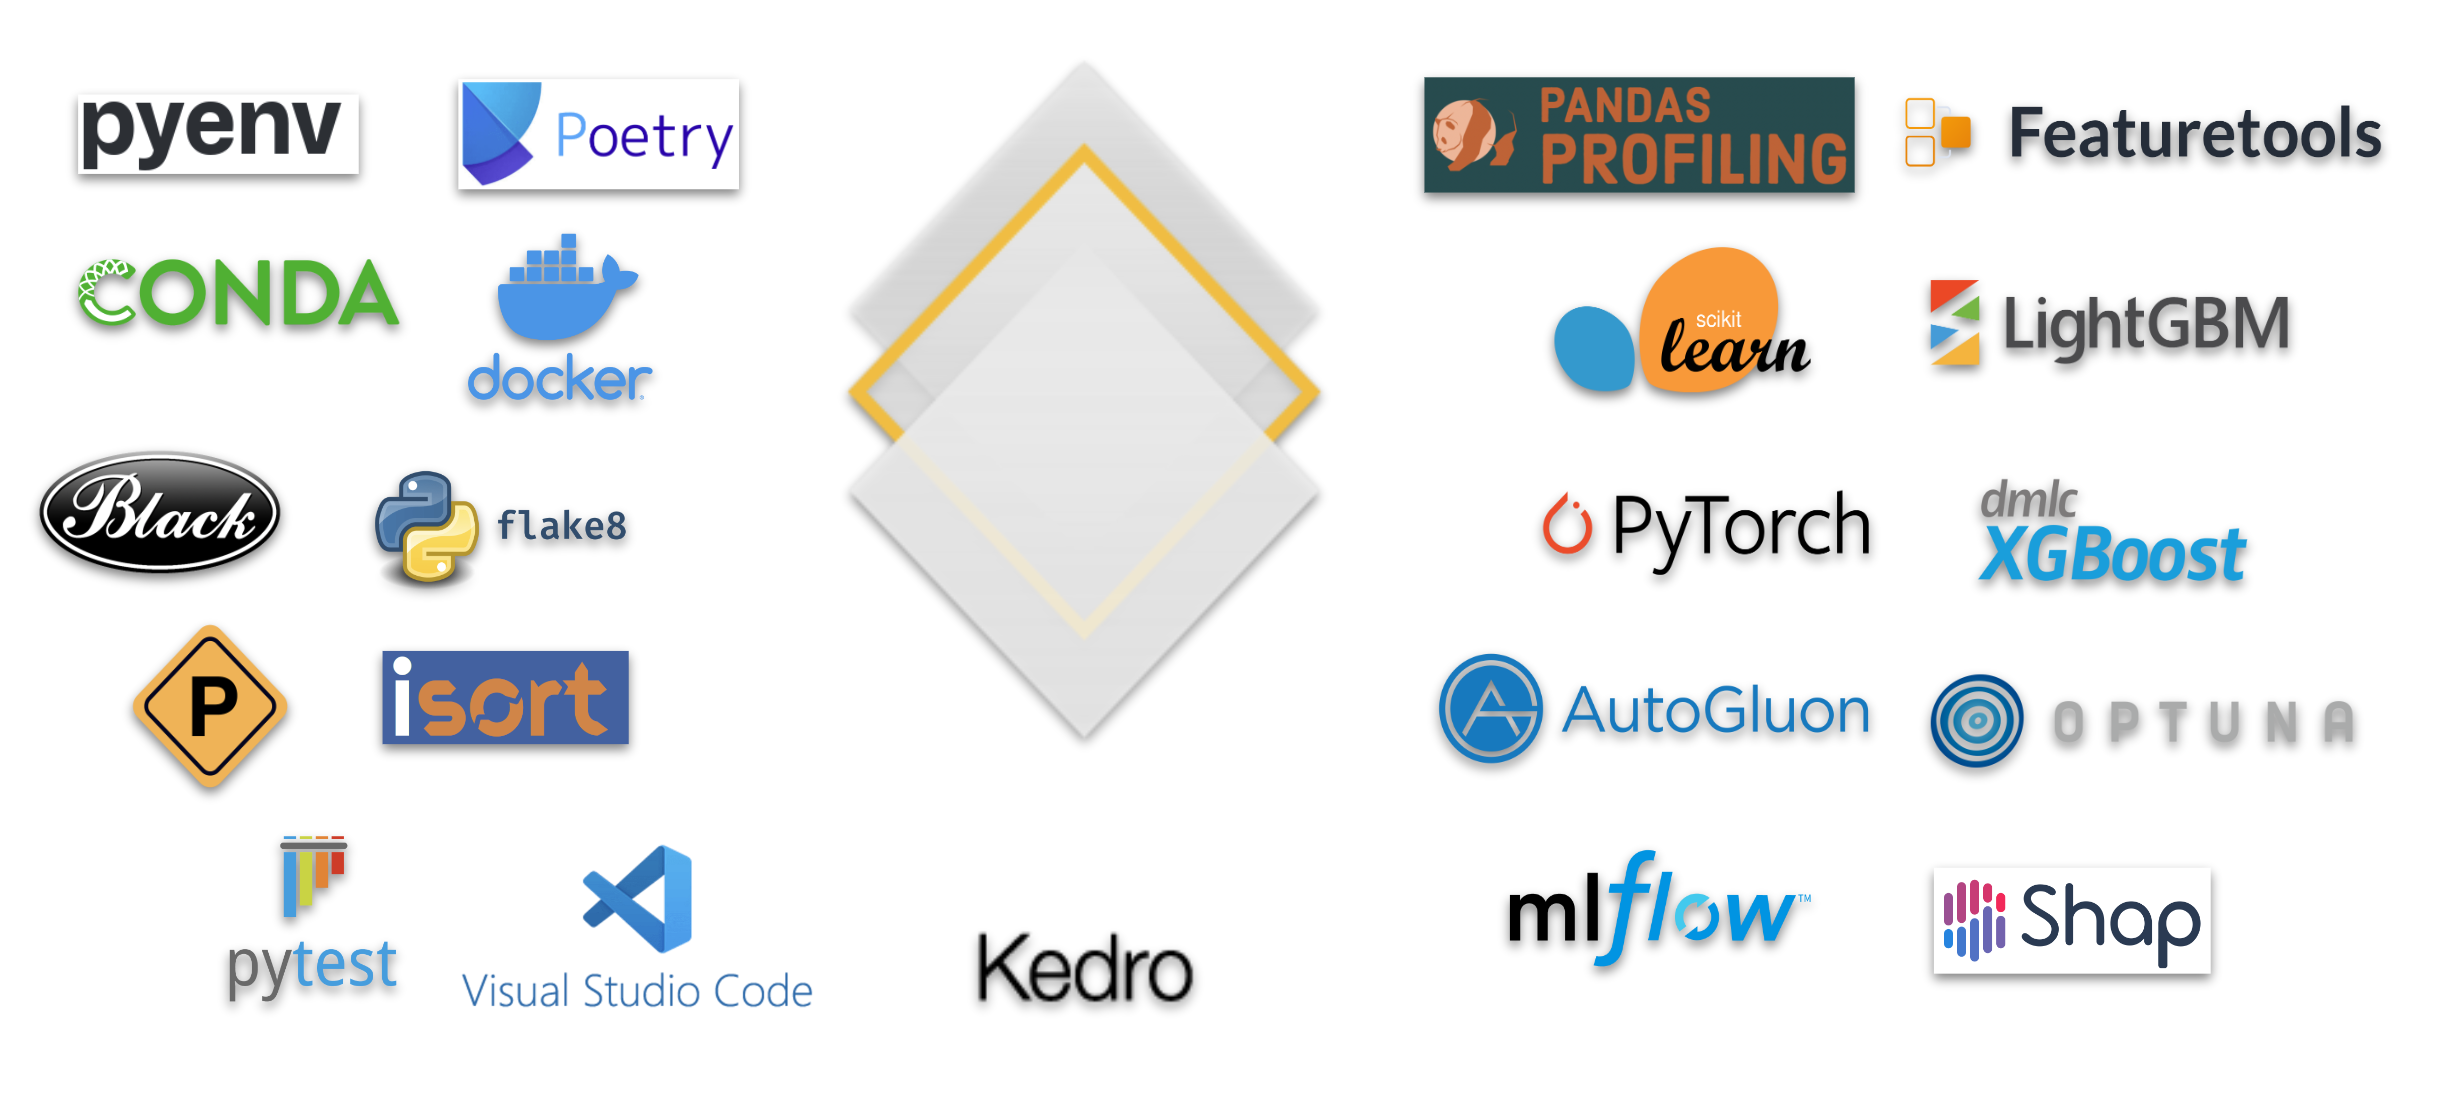 pyenv
Poetry
CONDA
docker
Black
flake8
P
isort
pytest
Visual Studio Code
Kedro
PANDAS
PROFILING
Featuretools
scikit
learn
LightGBM
PyTorch
dmlc
XGBoost
AutoGluon
OPTUNA
mlflow™
Shap